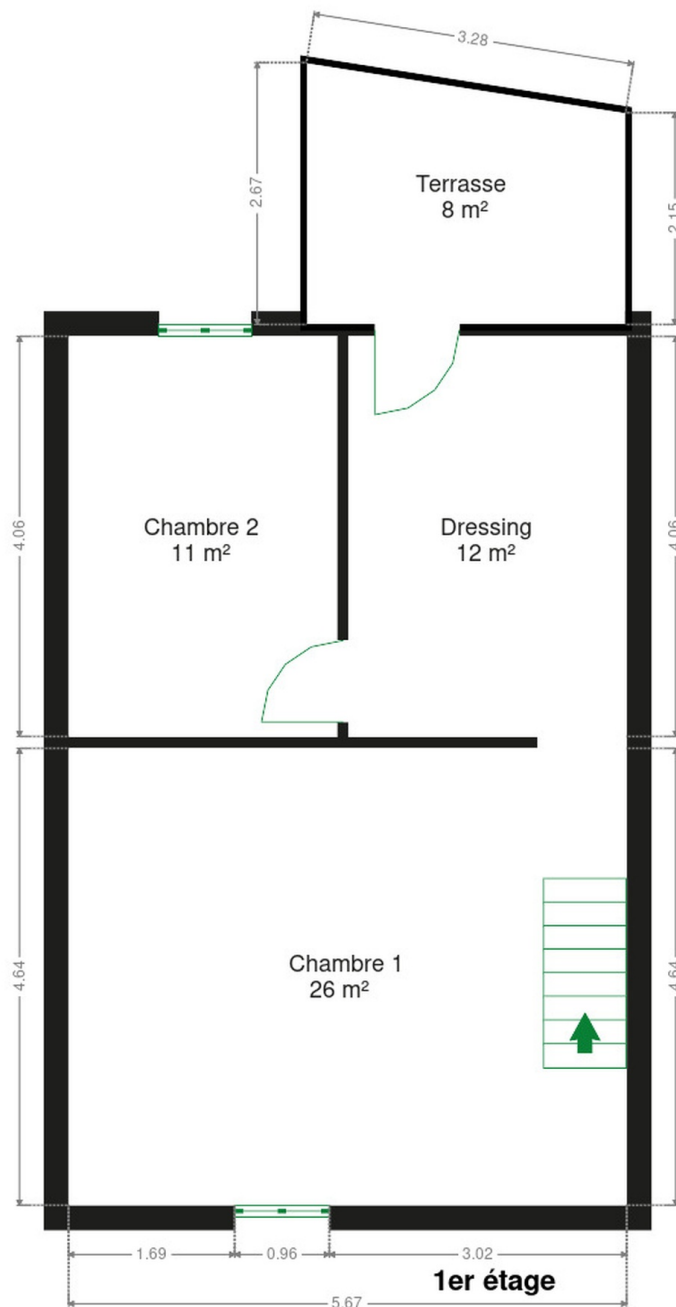 3.28
2.67
Terrasse
8 m²
2.15
4.06
Chambre 2
11 m²
Dressing
12 m²
4.06
4.64
Chambre 1
26 m²
4.64
1.69
0.96
3.02
1er étage
5.67